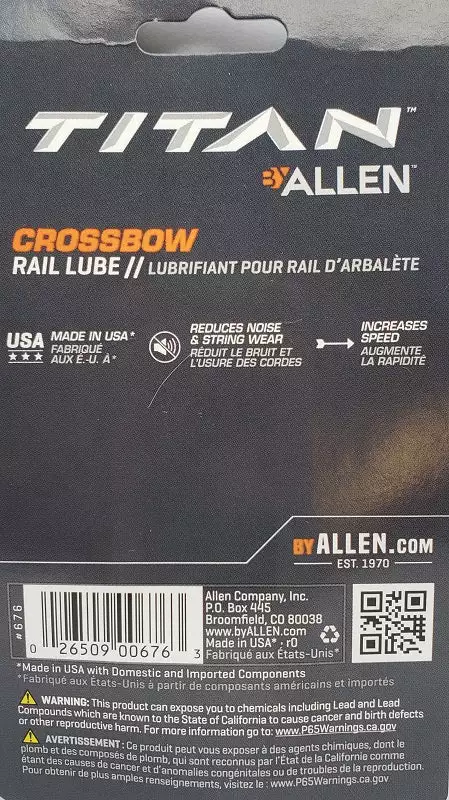 TITAN™
BY ALLEN™
CROSSBOW
RAIL LUBE // LUBRIFIANT POUR RAIL D'ARBALÈTE
USA
MADE IN USA*
FABRIQUÉ
AUX É.-U. À*
REDUCES NOISE
& STRING WEAR
RÉDUIT LE BRUIT ET
L'USURE DES CORDES
INCREASES
SPEED
AUGMENTE
LA RAPIDITÉ
BY ALLEN.COM
EST. 1970
#676
0 26509 00676 3
Allen Company, Inc.
P.O. Box 445
Broomfield, CO 80038
www.byALLEN.com
Made in USA* · r0
Fabriqué aux États-Unis*
*Made in USA with Domestic and Imported Components
*Fabriqué aux États-Unis à partir de composants américains et importés
WARNING: This product can expose you to chemicals including Lead and Lead
Compounds which are known to the State of California to cause cancer and birth defects
or other reproductive harm. For more information go to: www.P65Warnings.ca.gov
AVERTISSEMENT: Ce produit peut vous exposer à des agents chimiques, dont le
plomb et des composés de plomb, qui sont reconnus par l'État de la Californie comme
étant des causes de cancer et d'anomalies congénitales ou de troubles de la reproduction.
Pour obtenir de plus amples renseignements, visitez le : www.P65Warnings.ca.gov